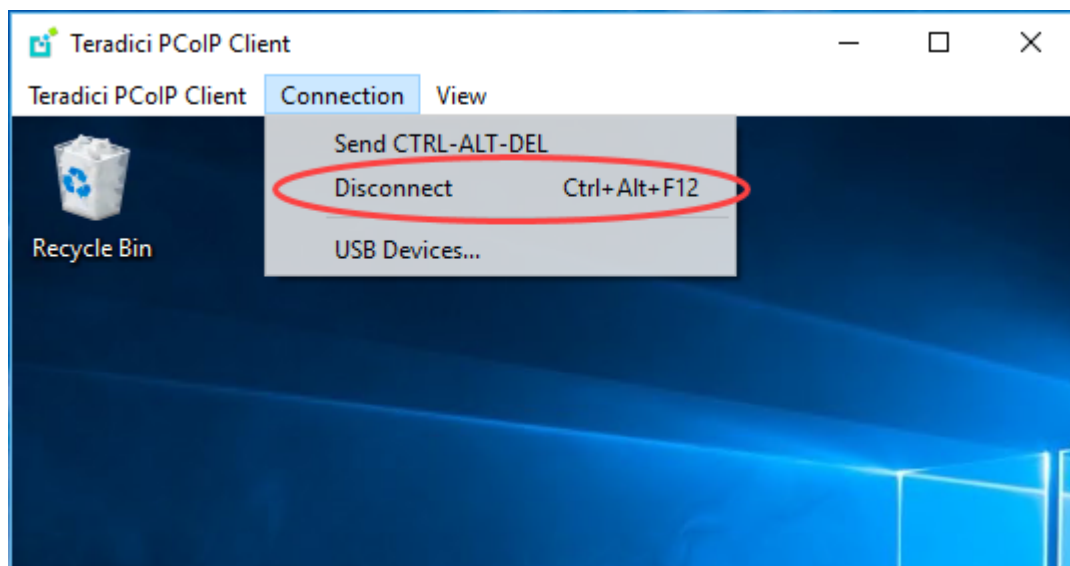 Teradici PCoIP Client
Teradici PCoIP Client Connection View
Send CTRL-ALT-DEL
Disconnect Ctrl+Alt+F12
USB Devices...
Recycle Bin